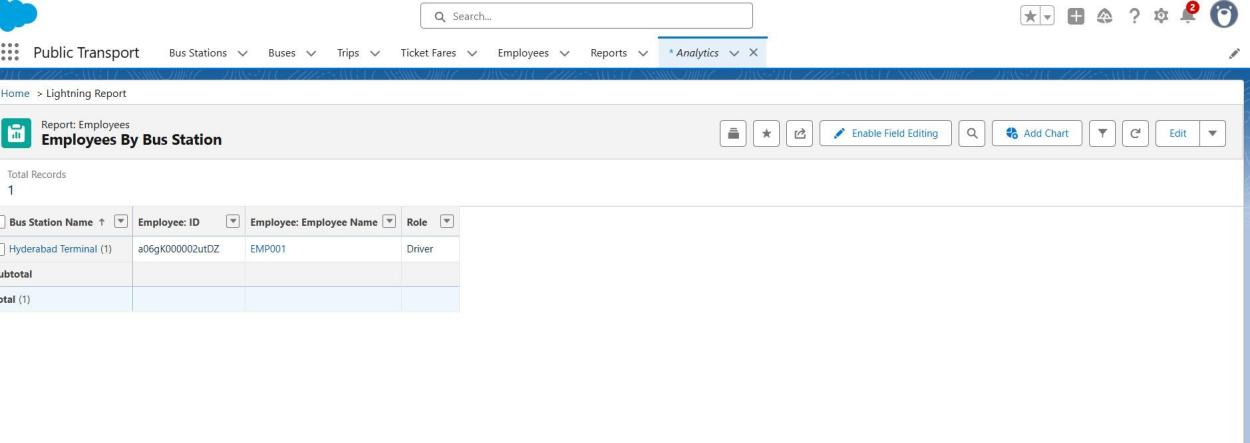 Search...
2
Public Transport
Bus Stations
Buses
Trips
Ticket Fares
Employees
Reports
* Analytics
Home > Lightning Report
Report: Employees
Employees By Bus Station
Enable Field Editing
Add Chart
Edit
Total Records
1
Bus Station Name ↑ Employee: ID Employee: Employee Name Role
Hyderabad Terminal (1) a06gK000002utDZ EMP001 Driver
ubtotal
otal (1)